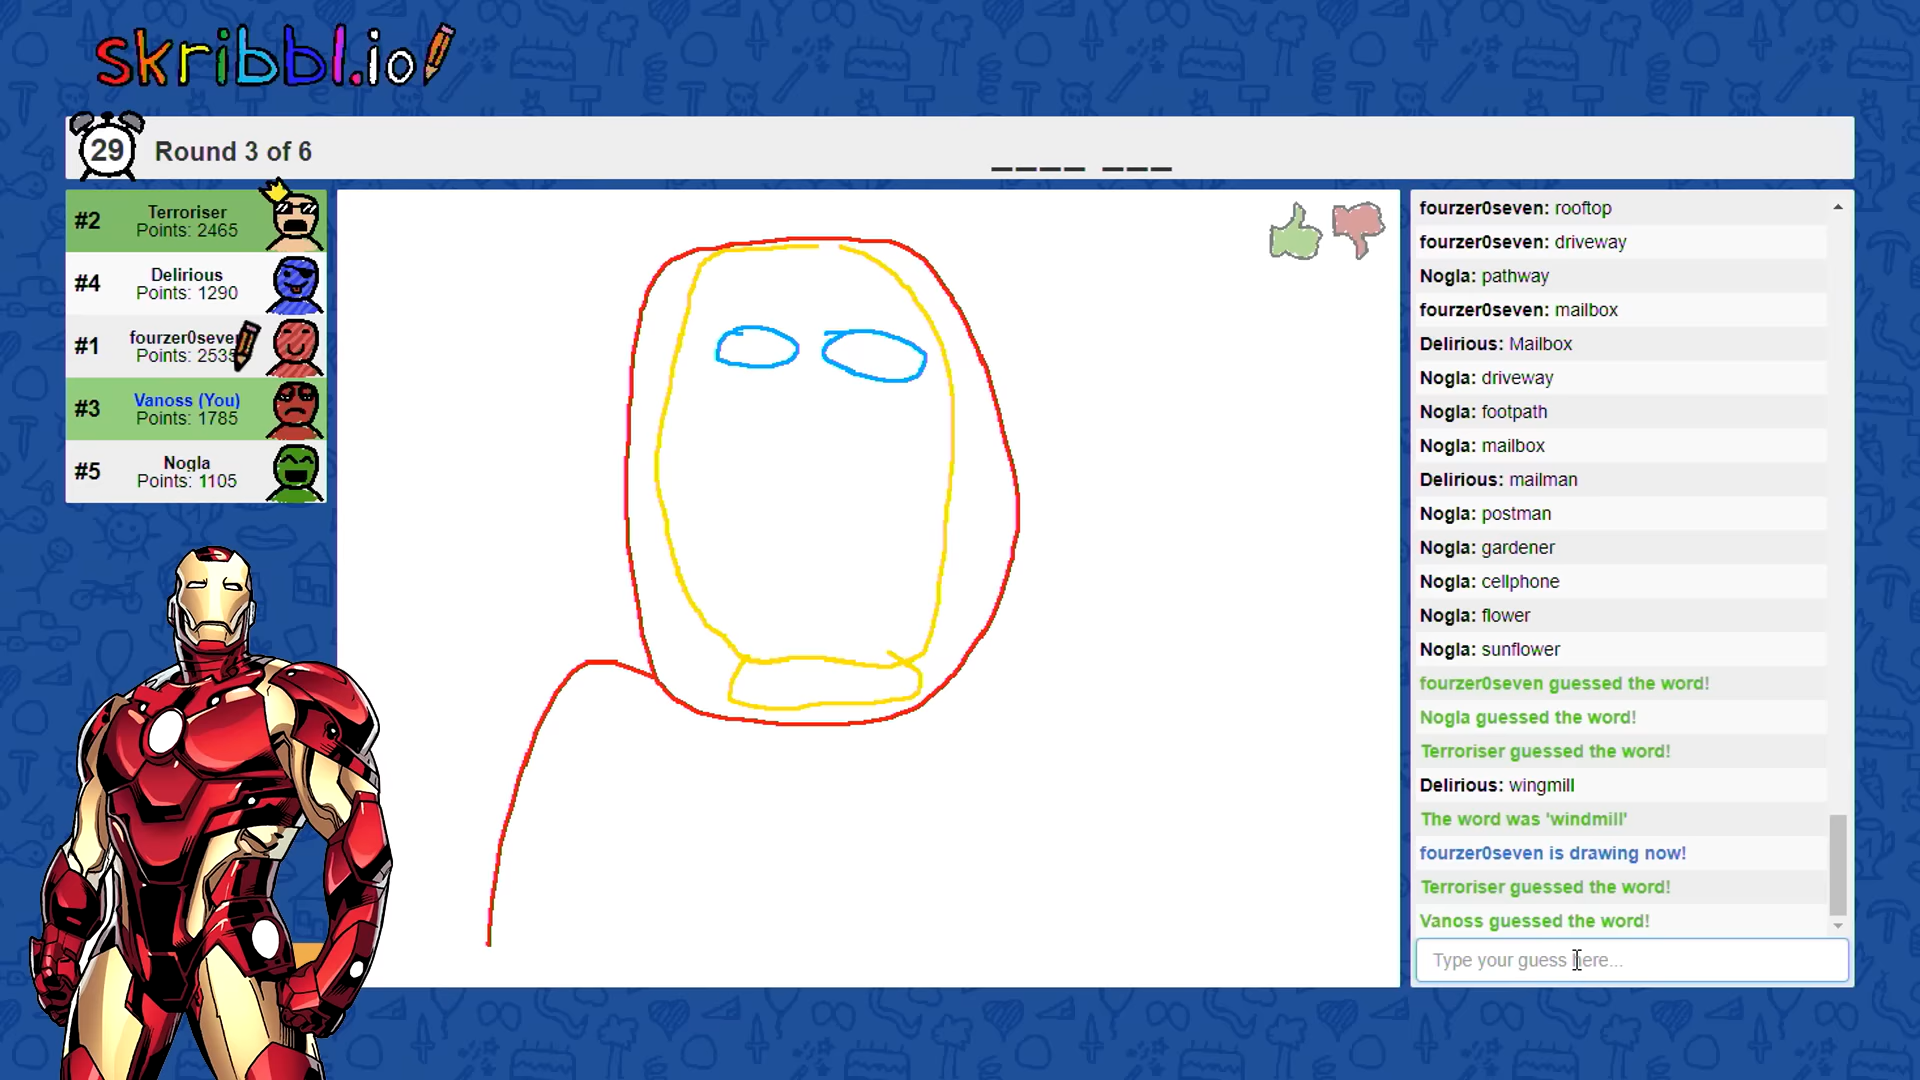 skribbl.io
29
Round 3 of 6
____ ___
#2
Terroriser
Points: 2465
#4
Delirious
Points: 1290
#1
fourzer0seven
Points: 2535
#3
Vanoss (You)
Points: 1785
#5
Nogla
Points: 1105
fourzer0seven: rooftop
fourzer0seven: driveway
Nogla: pathway
fourzer0seven: mailbox
Delirious: Mailbox
Nogla: driveway
Nogla: footpath
Nogla: mailbox
Delirious: mailman
Nogla: postman
Nogla: gardener
Nogla: cellphone
Nogla: flower
Nogla: sunflower
fourzer0seven guessed the word!
Nogla guessed the word!
Terroriser guessed the word!
Delirious: wingmill
The word was 'windmill'
fourzer0seven is drawing now!
Terroriser guessed the word!
Vanoss guessed the word!
Type your guess here...